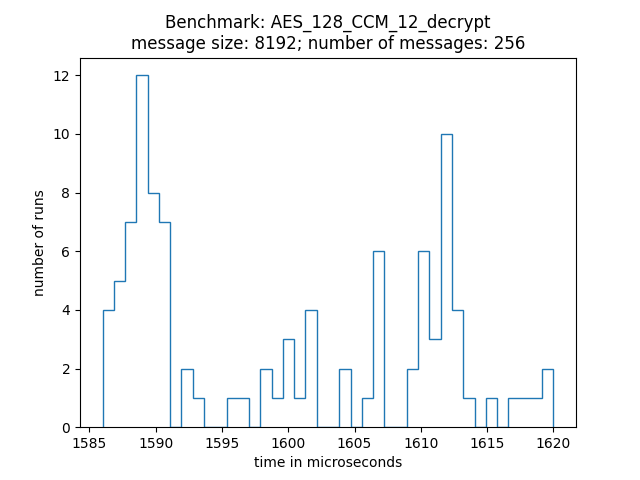 Benchmark: AES_128_CCM_12_decrypt
message size: 8192; number of messages: 256
12
10
8
6
4
2
0
number of runs
1585 1590 1595 1600 1605 1610 1615 1620
time in microseconds